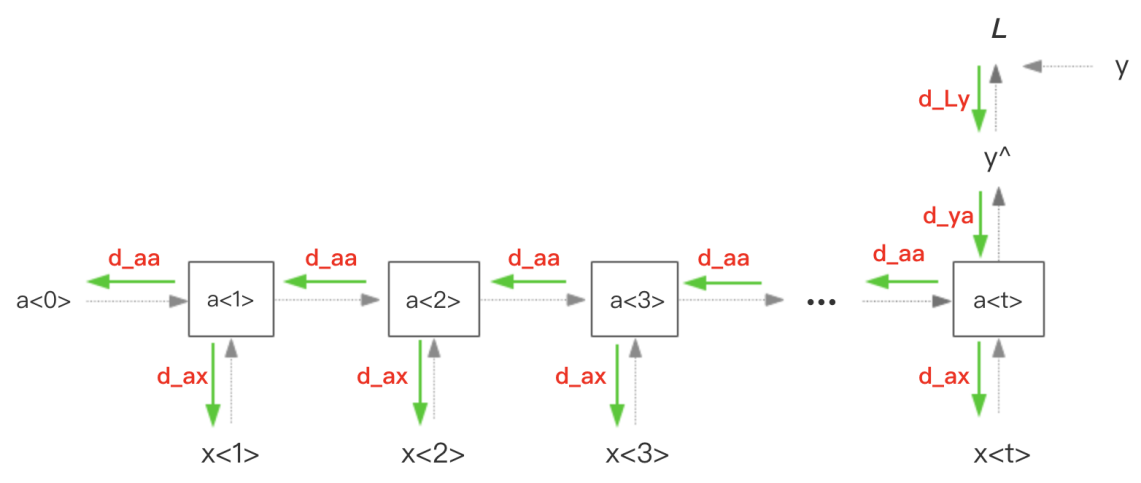 L
y
d_Ly
y^
d_ya
d_aa d_aa d_aa d_aa d_aa
a<0> a<1> a<2> a<3> ... a<t>
d_ax d_ax d_ax d_ax
x<1> x<2> x<3> x<t>